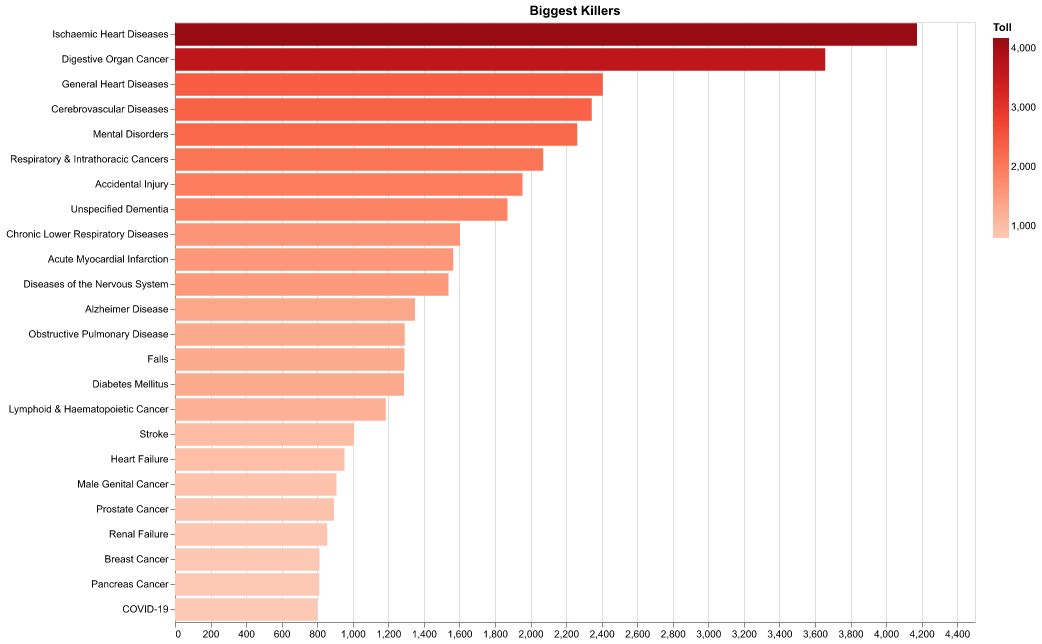 Biggest Killers
Ischaemic Heart Diseases
Digestive Organ Cancer
General Heart Diseases
Cerebrovascular Diseases
Mental Disorders
Respiratory & Intrathoracic Cancers
Accidental Injury
Unspecified Dementia
Chronic Lower Respiratory Diseases
Acute Myocardial Infarction
Diseases of the Nervous System
Alzheimer Disease
Obstructive Pulmonary Disease
Falls
Diabetes Mellitus
Lymphoid & Haematopoietic Cancer
Stroke
Heart Failure
Male Genital Cancer
Prostate Cancer
Renal Failure
Breast Cancer
Pancreas Cancer
COVID-19
0 200 400 600 800 1,000 1,200 1,400 1,600 1,800 2,000 2,200 2,400 2,600 2,800 3,000 3,200 3,400 3,600 3,800 4,000 4,200 4,400
Toll
4,000
3,000
2,000
1,000